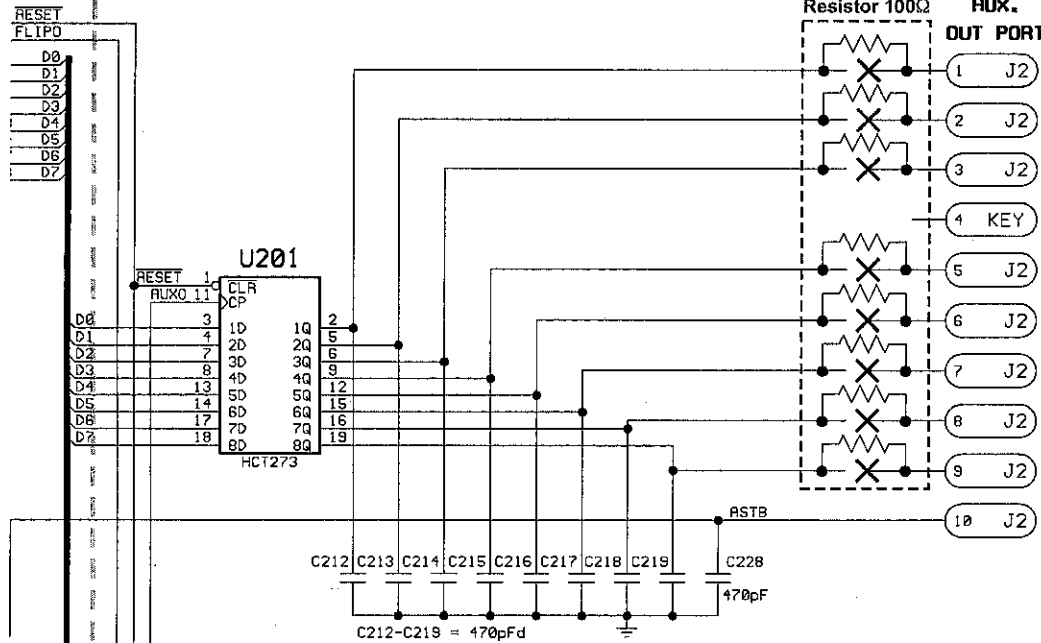 Resistor 100Ω
AUX.
OUT PORT
RESET
FLIPO
D0
D1
D2
D3
D4
D5
D6
D7
1 J2
2 J2
3 J2
4 KEY
5 J2
6 J2
7 J2
8 J2
9 J2
10 J2
U201
RESET 1 CLR
AUXO 11 CP
D0 3 1D 1Q 2
D1 4 2D 2Q 5
D2 7 3D 3Q 6
D3 8 4D 4Q 9
D4 13 5D 5Q 12
D5 14 6D 6Q 15
D6 17 7D 7Q 16
D7 18 8D 8Q 19
HCT273
ASTB
C212 C213 C214 C215 C216 C217 C218 C219 C228
470pF
C212-C219 = 470pFd